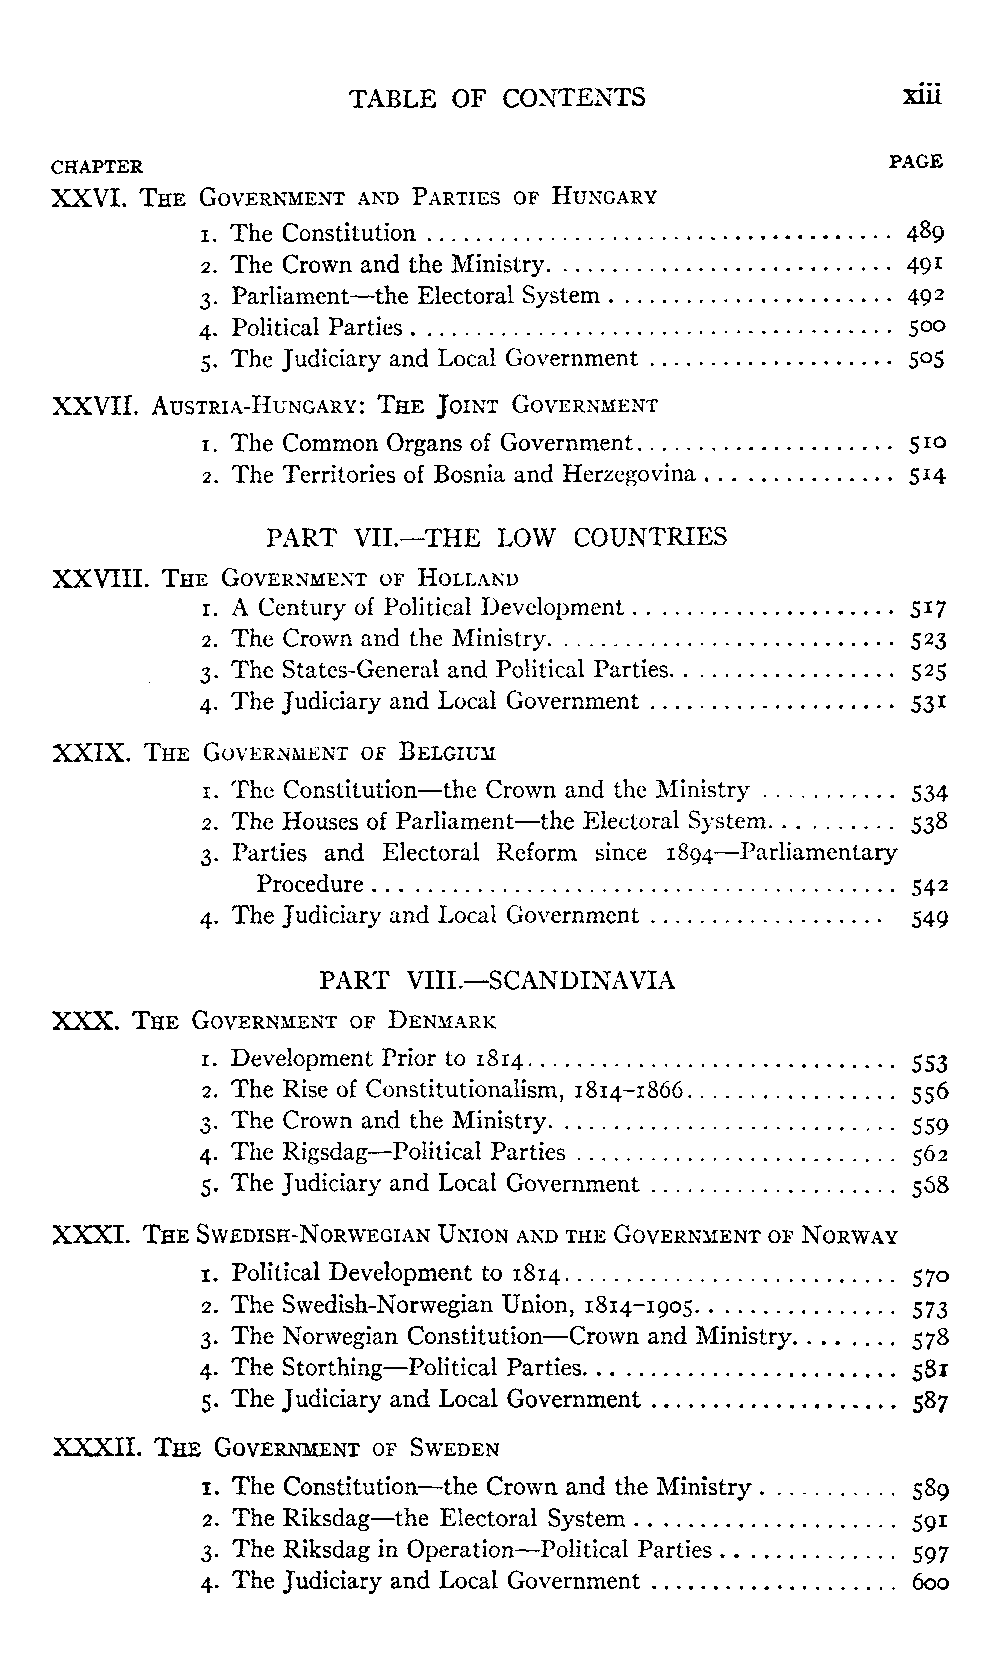 TABLE OF CONTENTS xiii
CHAPTER PAGE
XXVI. THE GOVERNMENT AND PARTIES OF HUNGARY
1. The Constitution ...................................... 489
2. The Crown and the Ministry. ........................... 491
3. Parliament—the Electoral System ....................... 492
4. Political Parties ....................................... 500
5. The Judiciary and Local Government .................... 505
XXVII. AUSTRIA-HUNGARY: THE JOINT GOVERNMENT
1. The Common Organs of Government..................... 510
2. The Territories of Bosnia and Herzegovina ................ 514
PART VII.—THE LOW COUNTRIES
XXVIII. THE GOVERNMENT OF HOLLAND
1. A Century of Political Development ...................... 517
2. The Crown and the Ministry. ............................ 523
3. The States-General and Political Parties................... 525
4. The Judiciary and Local Government .................... 531
XXIX. THE GOVERNMENT OF BELGIUM
1. The Constitution—the Crown and the Ministry ........... 534
2. The Houses of Parliament—the Electoral System........... 538
3. Parties and Electoral Reform since 1894—Parliamentary
Procedure ........................................... 542
4. The Judiciary and Local Government ................... 549
PART VIII.—SCANDINAVIA
XXX. THE GOVERNMENT OF DENMARK
1. Development Prior to 1814.............................. 553
2. The Rise of Constitutionalism, 1814–1866................. 556
3. The Crown and the Ministry. ............................ 559
4. The Rigsdag—Political Parties .......................... 562
5. The Judiciary and Local Government .................... 568
XXXI. THE SWEDISH-NORWEGIAN UNION AND THE GOVERNMENT OF NORWAY
1. Political Development to 1814........................... 570
2. The Swedish-Norwegian Union, 1814–1905................. 573
3. The Norwegian Constitution—Crown and Ministry......... 578
4. The Storthing—Political Parties.......................... 581
5. The Judiciary and Local Government .................... 587
XXXII. THE GOVERNMENT OF SWEDEN
1. The Constitution—the Crown and the Ministry ............ 589
2. The Riksdag—the Electoral System ...................... 591
3. The Riksdag in Operation—Political Parties ............... 597
4. The Judiciary and Local Government .................... 600